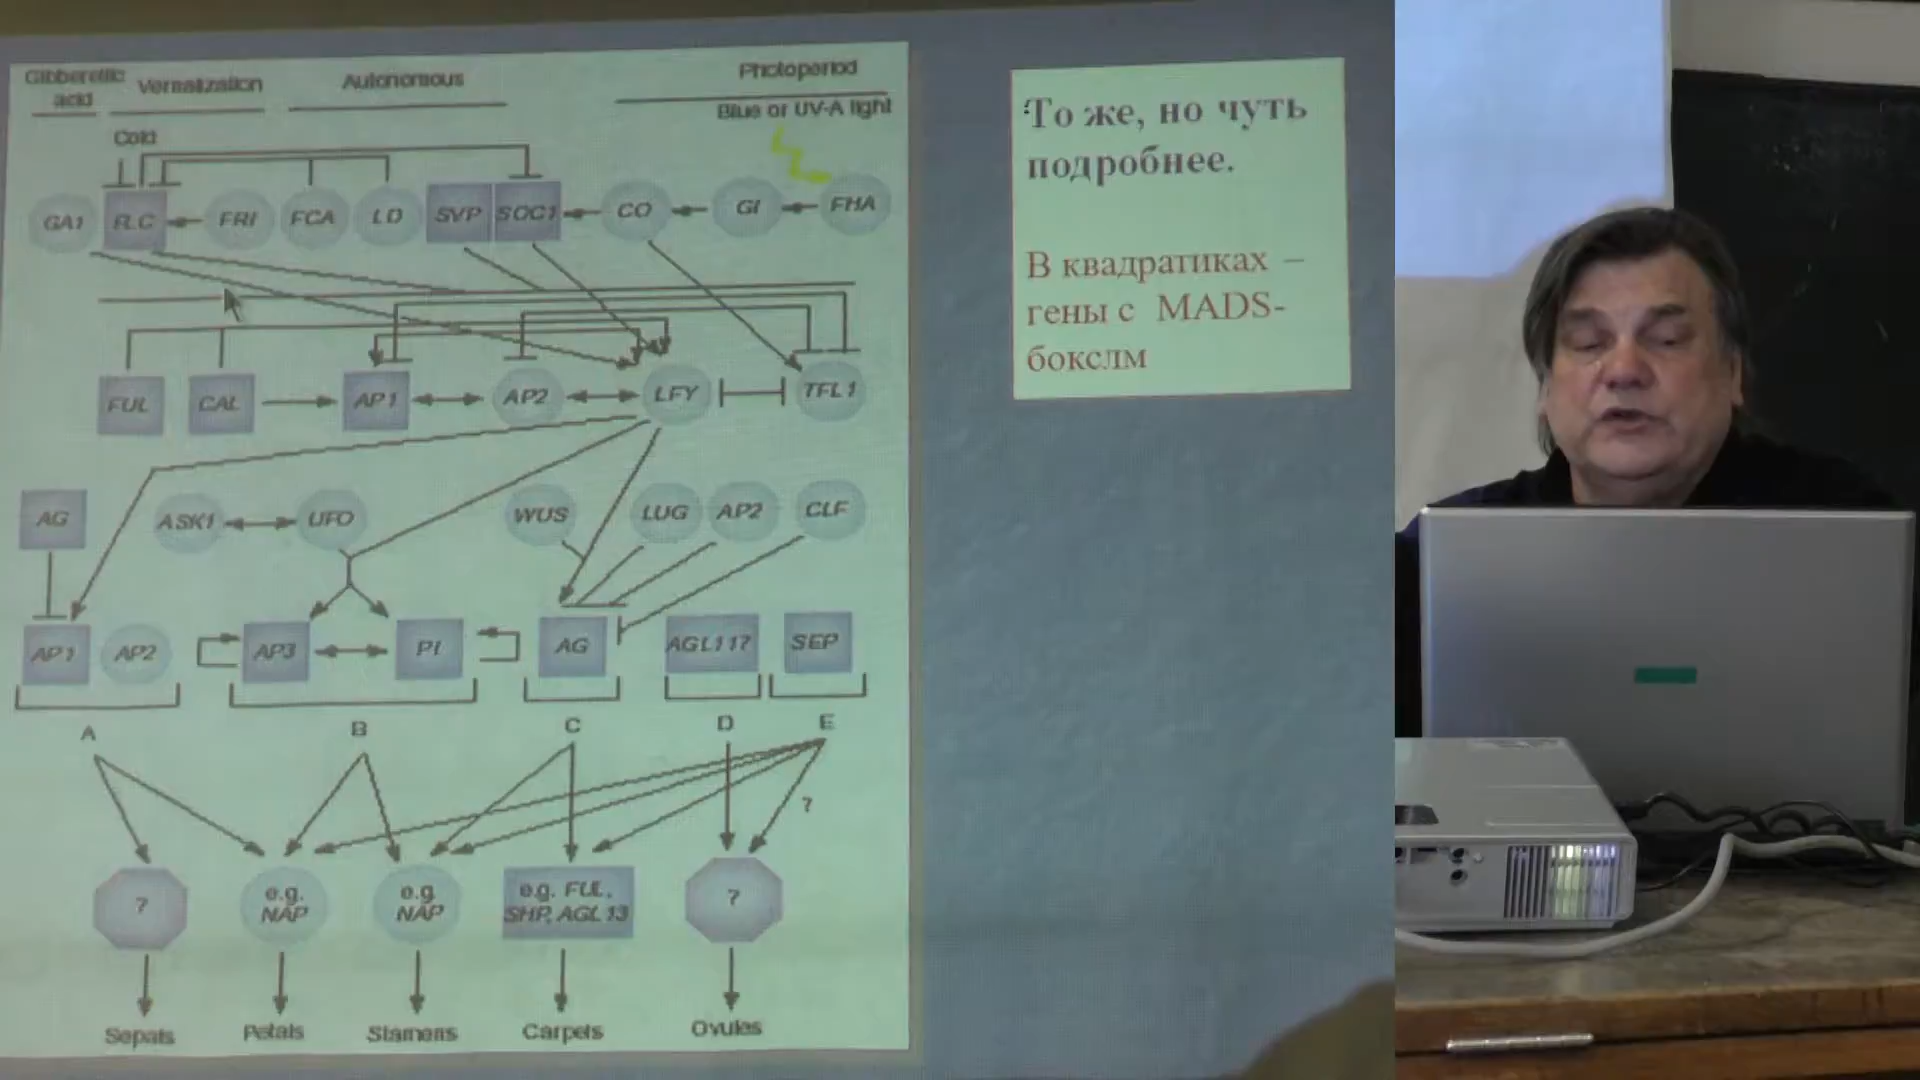 Gibberellic acid
Vernalization
Autonomous
Photoperiod
Blue or UV-A light
Cold
GA1 FLC FRI FCA LD SVP SOC1 CO GI FHA
FUL CAL AP1 AP2 LFY TFL1
AG ASK1 UFO WUS LUG AP2 CLF
AP1 AP2 AP3 PI AG AGL11? SEP
A B C D E
?
? e.g. NAP e.g. NAP e.g. FUL, SHP, AGL13 ?
Sepals Petals Stamens Carpels Ovules
То же, но чуть
подробнее.
В квадратиках –
гены с MADS-
бокслм